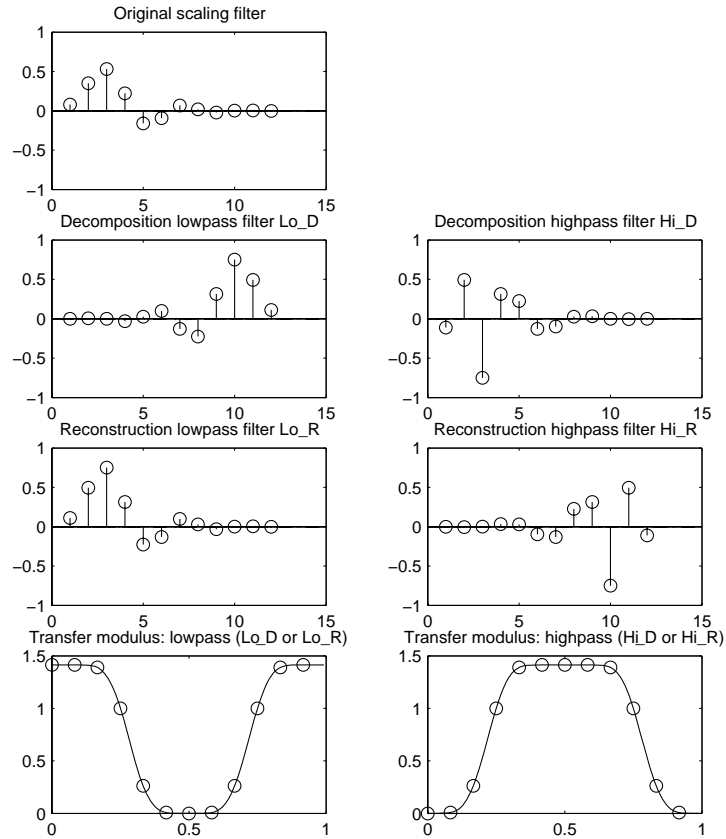 Original scaling filter
1
0.5
0
−0.5
−1
0 5 10 15
Decomposition lowpass filter Lo_D
1
0.5
0
−0.5
−1
0 5 10 15
Decomposition highpass filter Hi_D
1
0.5
0
−0.5
−1
0 5 10 15
Reconstruction lowpass filter Lo_R
1
0.5
0
−0.5
−1
0 5 10 15
Reconstruction highpass filter Hi_R
1
0.5
0
−0.5
−1
0 5 10 15
Transfer modulus: lowpass (Lo_D or Lo_R)
1.5
1
0.5
0
0 0.5 1
Transfer modulus: highpass (Hi_D or Hi_R)
1.5
1
0.5
0
0 0.5 1